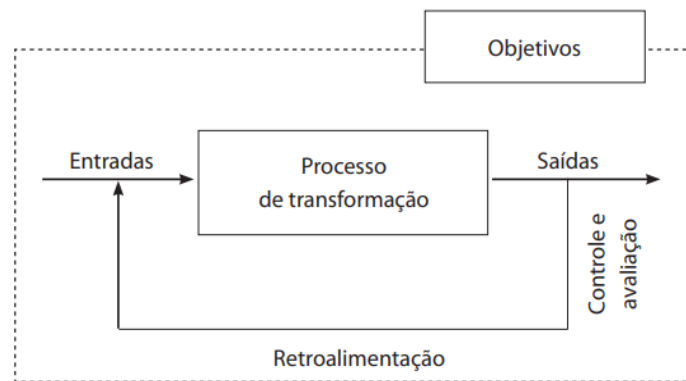 Objetivos
Entradas
Processo
de transformação
Saídas
Controle e
avaliação
Retroalimentação